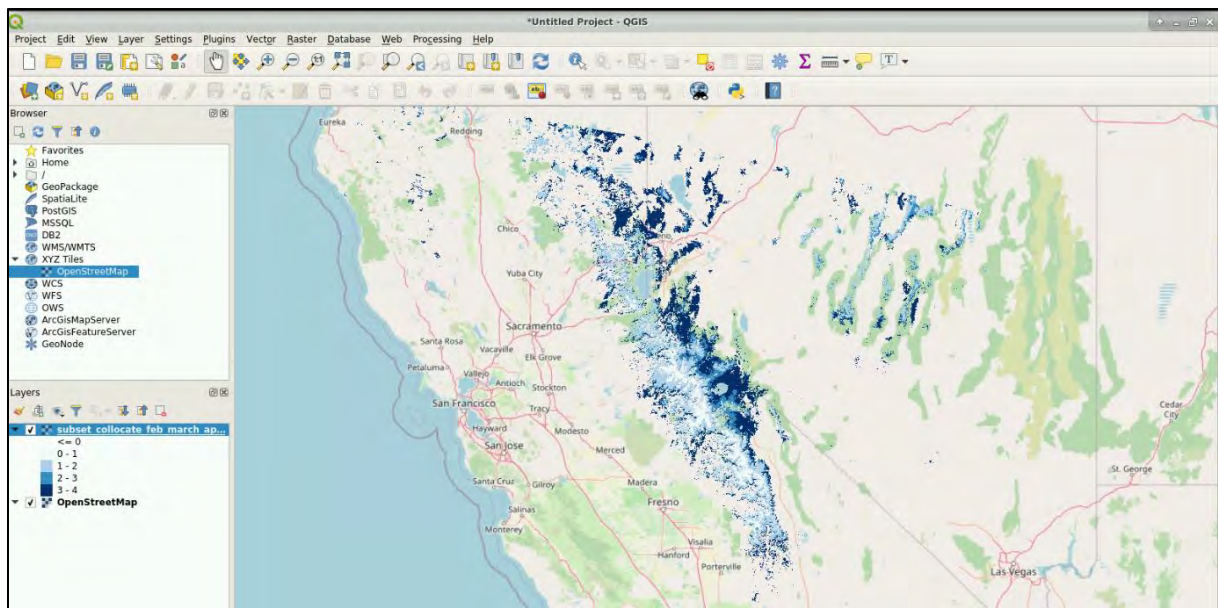 *Untitled Project - QGIS
Project Edit View Layer Settings Plugins Vector Raster Database Web Processing Help
Browser
Favorites
Home
/
GeoPackage
SpatiaLite
PostGIS
MSSQL
DB2
WMS/WMTS
XYZ Tiles
OpenStreetMap
WCS
WFS
OWS
ArcGisMapServer
ArcGisFeatureServer
GeoNode
Layers
subset_collocate_feb_march_ap...
<= 0
0 - 1
1 - 2
2 - 3
3 - 4
OpenStreetMap
Eureka
Redding
Chico
Yuba City
Sacramento
Santa Rosa
Vacaville
Elk Grove
Petaluma
Vallejo
Antioch
Stockton
San Francisco
Tracy
Hayward
Modesto
San Jose
Merced
Santa Cruz
Gilroy
Madera
Salinas
Fresno
Monterey
Visalia
Hanford
Porterville
Cedar
City
St. George
Las Vegas